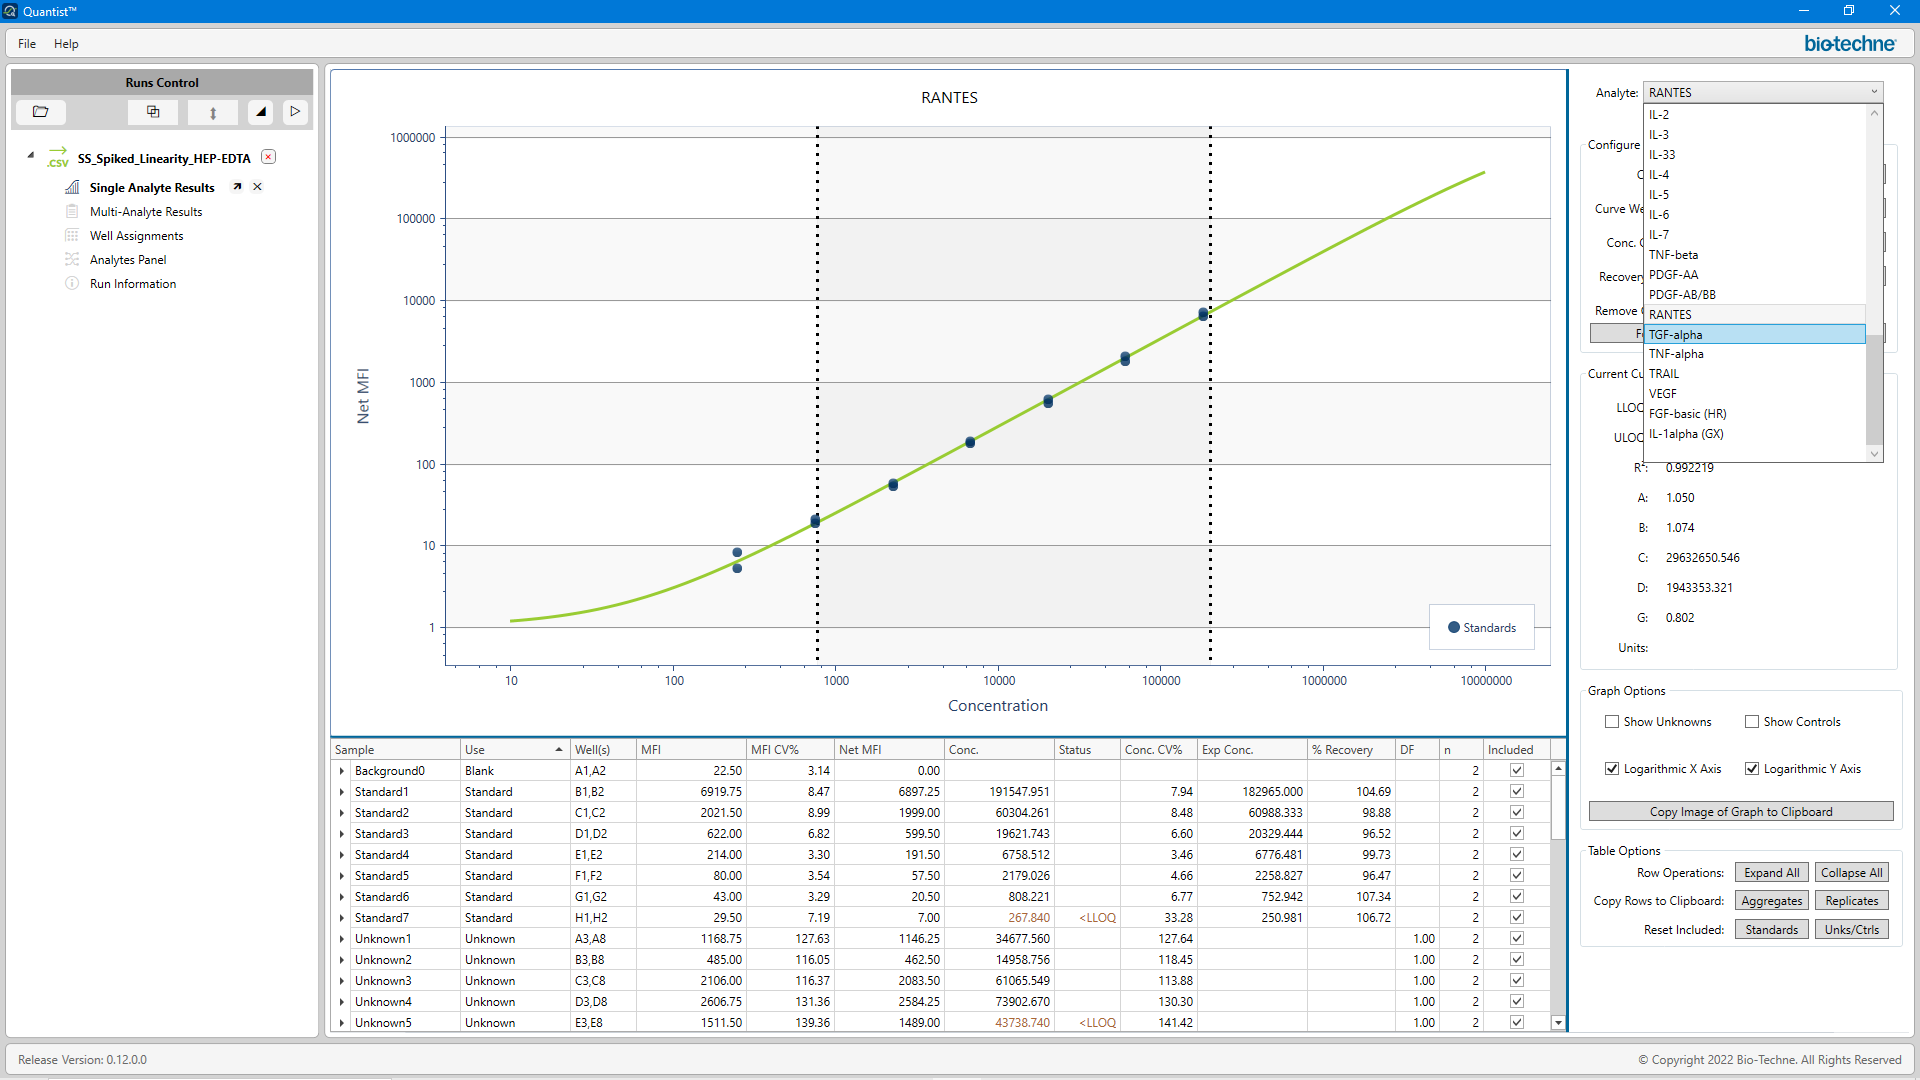 Quantist™
File Help
bio-techne®
Runs Control
SS_Spiked_Linearity_HEP-EDTA
.CSV
Single Analyte Results
Multi-Analyte Results
Well Assignments
Analytes Panel
Run Information
RANTES
1000000
100000
10000
1000
100
10
1
Net MFI
10 100 1000 10000 100000 1000000 10000000
Concentration
Standards
Sample Use Well(s) MFI MFI CV% Net MFI Conc. Status Conc. CV% Exp Conc. % Recovery DF n Included
Background0 Blank A1,A2 22.50 3.14 0.00 2
Standard1 Standard B1,B2 6919.75 8.47 6897.25 191547.951 7.94 182965.000 104.69 2
Standard2 Standard C1,C2 2021.50 8.99 1999.00 60304.261 8.48 60988.333 98.88 2
Standard3 Standard D1,D2 622.00 6.82 599.50 19621.743 6.60 20329.444 96.52 2
Standard4 Standard E1,E2 214.00 3.30 191.50 6758.512 3.46 6776.481 99.73 2
Standard5 Standard F1,F2 80.00 3.54 57.50 2179.026 4.66 2258.827 96.47 2
Standard6 Standard G1,G2 43.00 3.29 20.50 808.221 6.77 752.942 107.34 2
Standard7 Standard H1,H2 29.50 7.19 7.00 267.840 <LLOQ 33.28 250.981 106.72 2
Unknown1 Unknown A3,A8 1168.75 127.63 1146.25 34677.560 127.64 1.00 2
Unknown2 Unknown B3,B8 485.00 116.05 462.50 14958.756 118.45 1.00 2
Unknown3 Unknown C3,C8 2106.00 116.37 2083.50 61065.549 113.88 1.00 2
Unknown4 Unknown D3,D8 2606.75 131.36 2584.25 73902.670 130.30 1.00 2
Unknown5 Unknown E3,E8 1511.50 139.36 1489.00 43738.740 <LLOQ 141.42 1.00 2
Analyte: RANTES
IL-2
IL-3
IL-33
IL-4
IL-5
IL-6
IL-7
TNF-beta
PDGF-AA
PDGF-AB/BB
RANTES
TGF-alpha
TNF-alpha
TRAIL
VEGF
FGF-basic (HR)
IL-1alpha (GX)
Configure
Curve We
Conc. C
Recovery
Remove
Current Cu
LLOQ
ULOQ
R²: 0.992219
A: 1.050
B: 1.074
C: 29632650.546
D: 1943353.321
G: 0.802
Units:
Graph Options
Show Unknowns Show Controls
Logarithmic X Axis Logarithmic Y Axis
Copy Image of Graph to Clipboard
Table Options
Row Operations: Expand All Collapse All
Copy Rows to Clipboard: Aggregates Replicates
Reset Included: Standards Unks/Ctrls
Release Version: 0.12.0.0
© Copyright 2022 Bio-Techne. All Rights Reserved